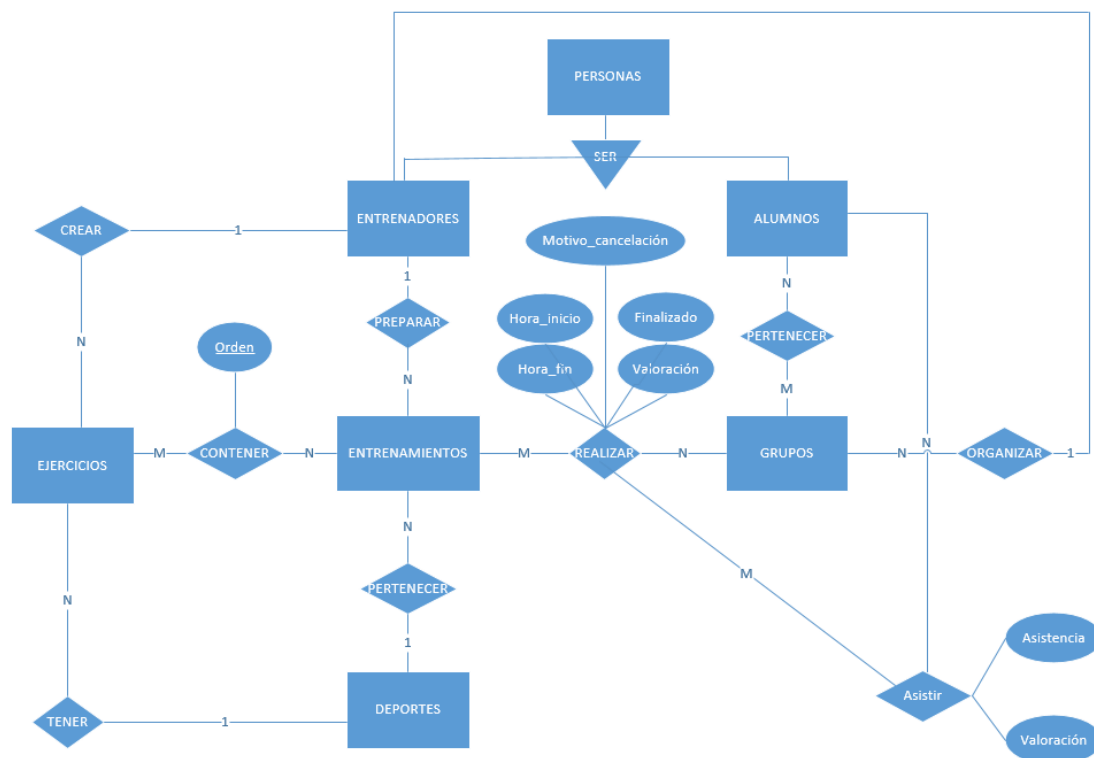 PERSONAS
SER
ENTRENADORES
ALUMNOS
CREAR
1
Motivo_cancelación
1
N
Hora_inicio
Finalizado
PREPARAR
PERTENECER
N
Orden
Hora_fin
Valoración
N
M
EJERCICIOS
M
CONTENER
N
ENTRENAMIENTOS
M
REALIZAR
N
GRUPOS
N
N
ORGANIZAR
1
N
M
PERTENECER
N
1
Asistencia
DEPORTES
Asistir
TENER
1
Valoración